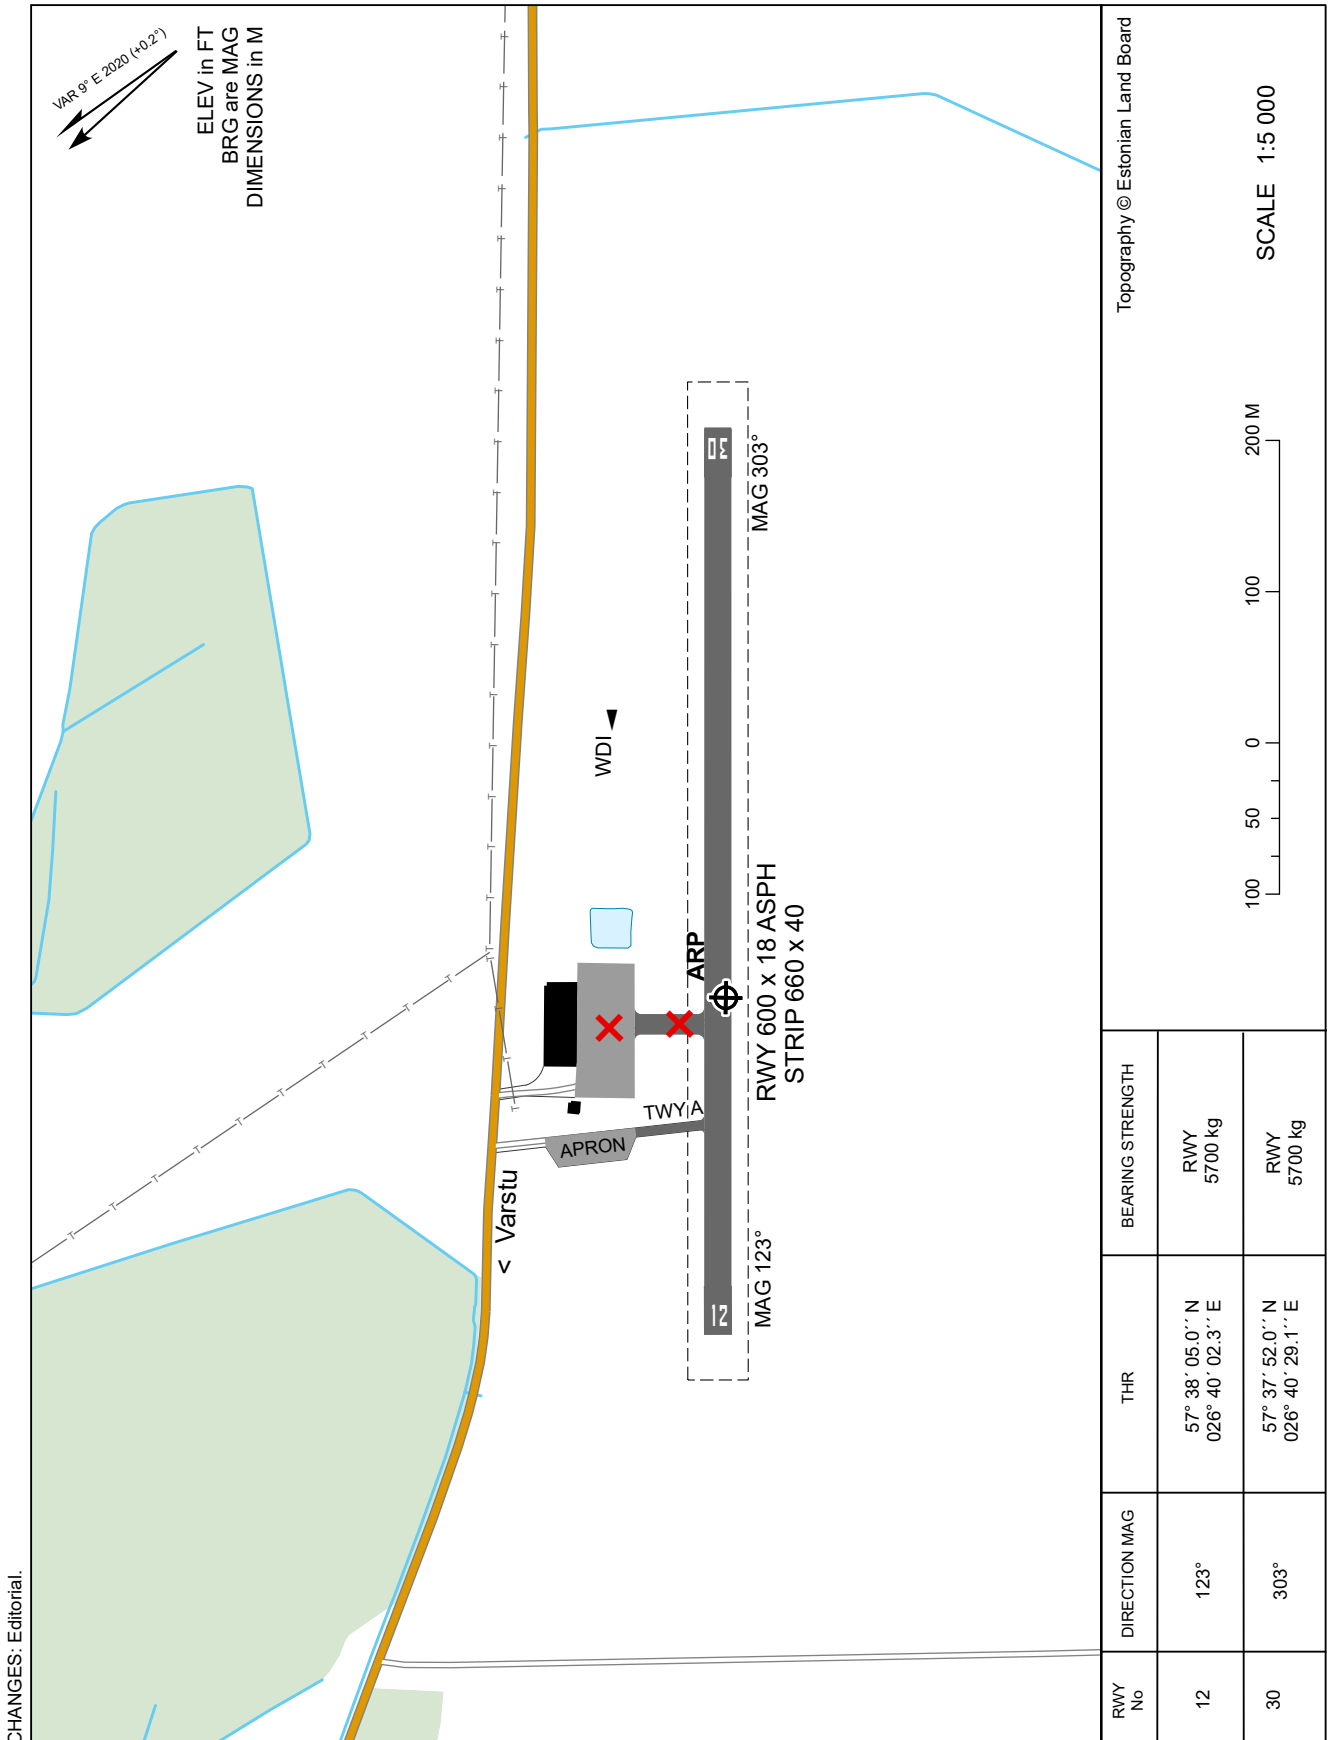 CHANGES: Editorial.
VAR 9° E 2020 (+0.2°)
ELEV in FT
BRG are MAG
DIMENSIONS in M
< Varstu
APRON
TWY A
WDI
ARP
12
30
MAG 123°
MAG 303°
RWY 600 x 18 ASPH
STRIP 660 x 40
RWY No
DIRECTION MAG
THR
BEARING STRENGTH
12
123°
57° 38´ 05.0´´ N
026° 40´ 02.3´´ E
RWY
5700 kg
30
303°
57° 37´ 52.0´´ N
026° 40´ 29.1´´ E
RWY
5700 kg
Topography © Estonian Land Board
100 50 0 100 200 M
SCALE 1:5 000